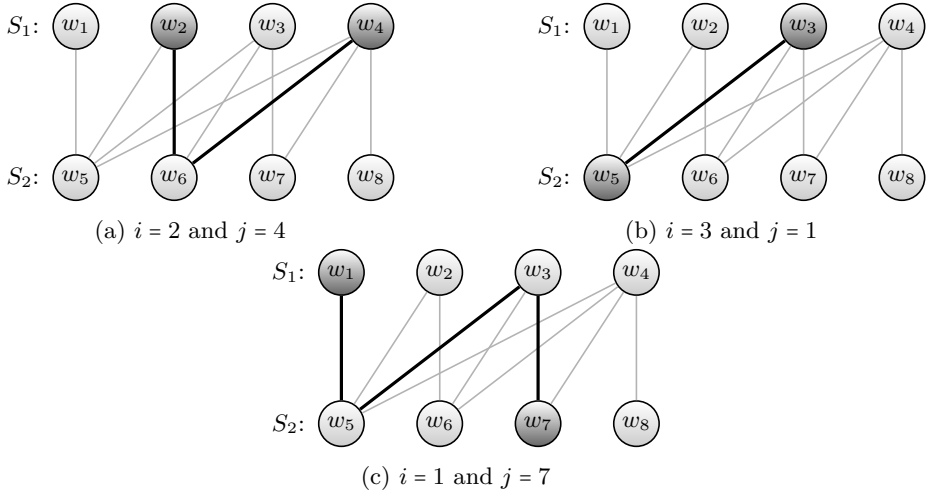 S₁: w₁ w₂ w₃ w₄ S₁: w₁ w₂ w₃ w₄
S₂: w₅ w₆ w₇ w₈ S₂: w₅ w₆ w₇ w₈
(a) i = 2 and j = 4 (b) i = 3 and j = 1
S₁: w₁ w₂ w₃ w₄
S₂: w₅ w₆ w₇ w₈
(c) i = 1 and j = 7